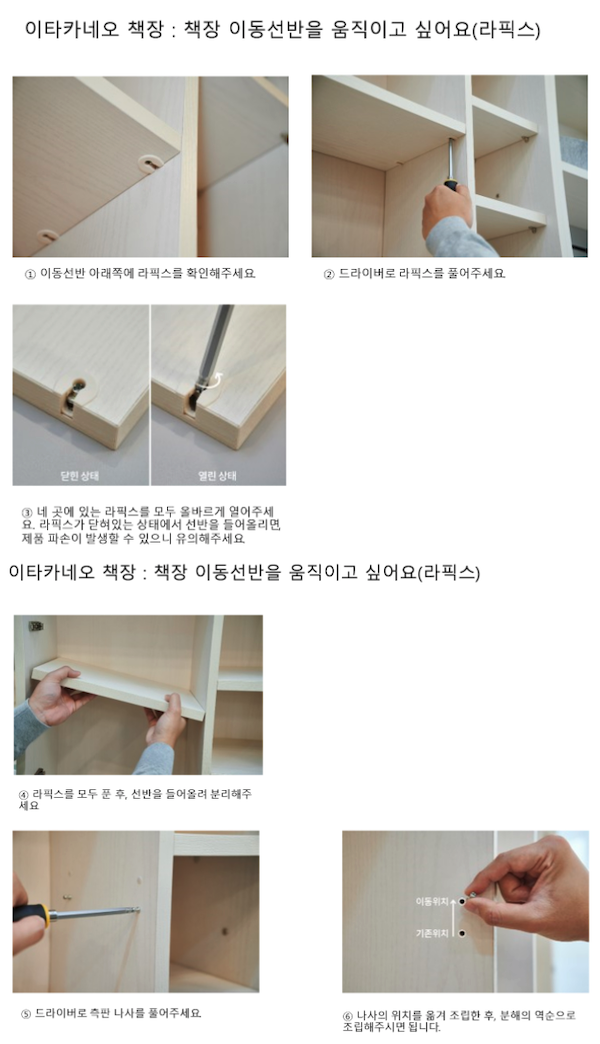 이타카네오 책장 : 책장 이동선반을 움직이고 싶어요(라픽스)
① 이동선반 아래쪽에 라픽스를 확인해주세요.
② 드라이버로 라픽스를 풀어주세요.
닫힌 상태
열린 상태
③ 네 곳에 있는 라픽스를 모두 올바르게 열어주세
요. 라픽스가 닫혀있는 상태에서 선반을 들어올리면,
제품 파손이 발생할 수 있으니 유의해주세요.
이타카네오 책장 : 책장 이동선반을 움직이고 싶어요(라픽스)
④ 라픽스를 모두 푼 후, 선반을 들어올려 분리해주
세요
⑤ 드라이버로 측판 나사를 풀어주세요.
이동위치
기존위치
⑥ 나사의 위치를 옮겨 조립한 후, 분해의 역순으로
조립해주시면 됩니다.